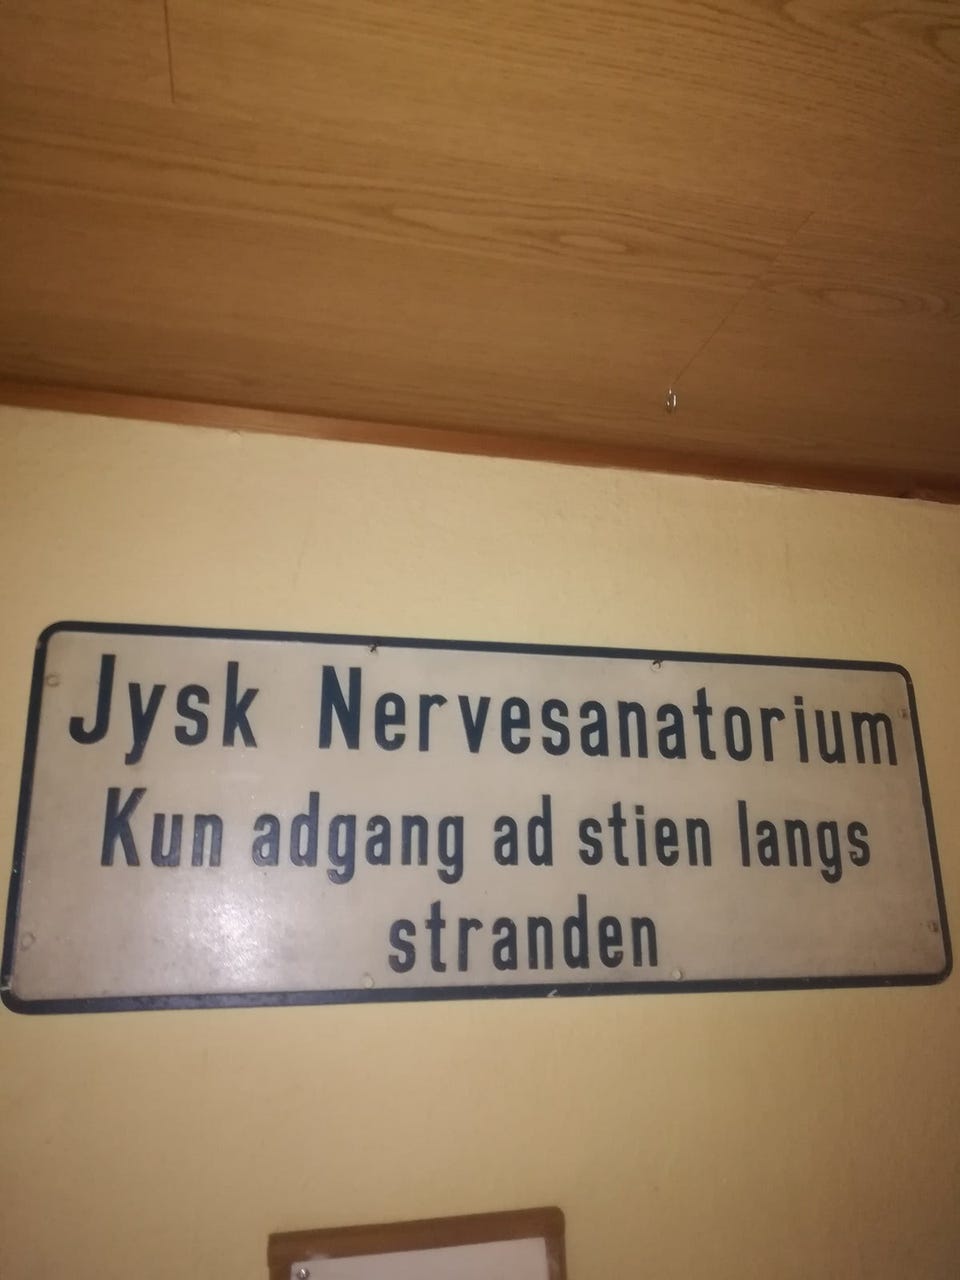 Jysk Nervesanatorium
Kun adgang ad stien langs
stranden